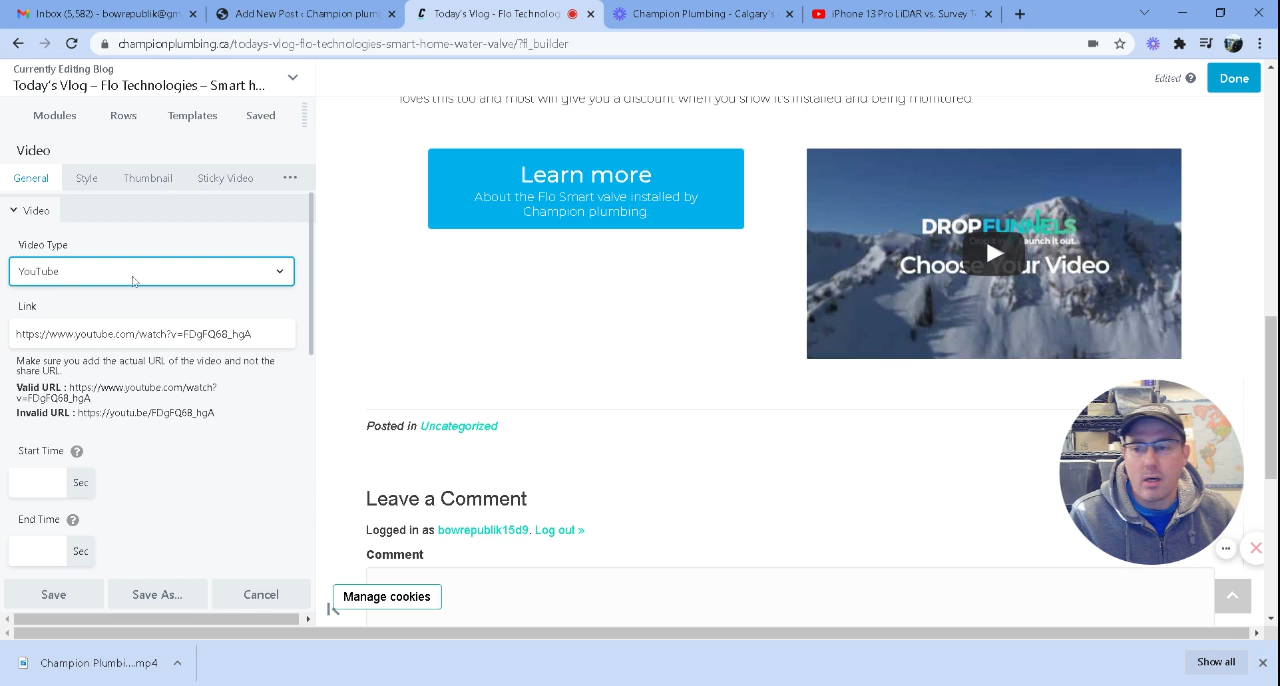 Inbox (5,582) - bowrepublik@gm
Add New Post ‹ Champion plum
Today's Vlog – Flo Technolog
Champion Plumbing - Calgary's
iPhone 13 Pro LiDAR vs. Survey T
championplumbing.ca/todays-vlog-flo-technologies-smart-home-water-valve/?fl_builder
Currently Editing Blog
Today's Vlog – Flo Technologies – Smart h...
Edited
Done
Modules
Rows
Templates
Saved
loves this too and most will give you a discount when you show it's installed and being monitored.
Video
General
Style
Thumbnail
Sticky Video
Video
Video Type
YouTube
Link
https://www.youtube.com/watch?v=FDgFQ68_hgA
Make sure you add the actual URL of the video and not the
share URL.
Valid URL : https://www.youtube.com/watch?
v=FDgFQ68_hgA
Invalid URL : https://youtu.be/FDgFQ68_hgA
Start Time
Sec
End Time
Sec
Save
Save As...
Cancel
Learn more
About the Flo Smart valve installed by
Champion plumbing.
DROPFUNNELS
aunch it out.
Choose Your Video
Posted in Uncategorized
Leave a Comment
Logged in as bowrepublik15d9. Log out »
Comment
Manage cookies
Champion Plumbi....mp4
Show all